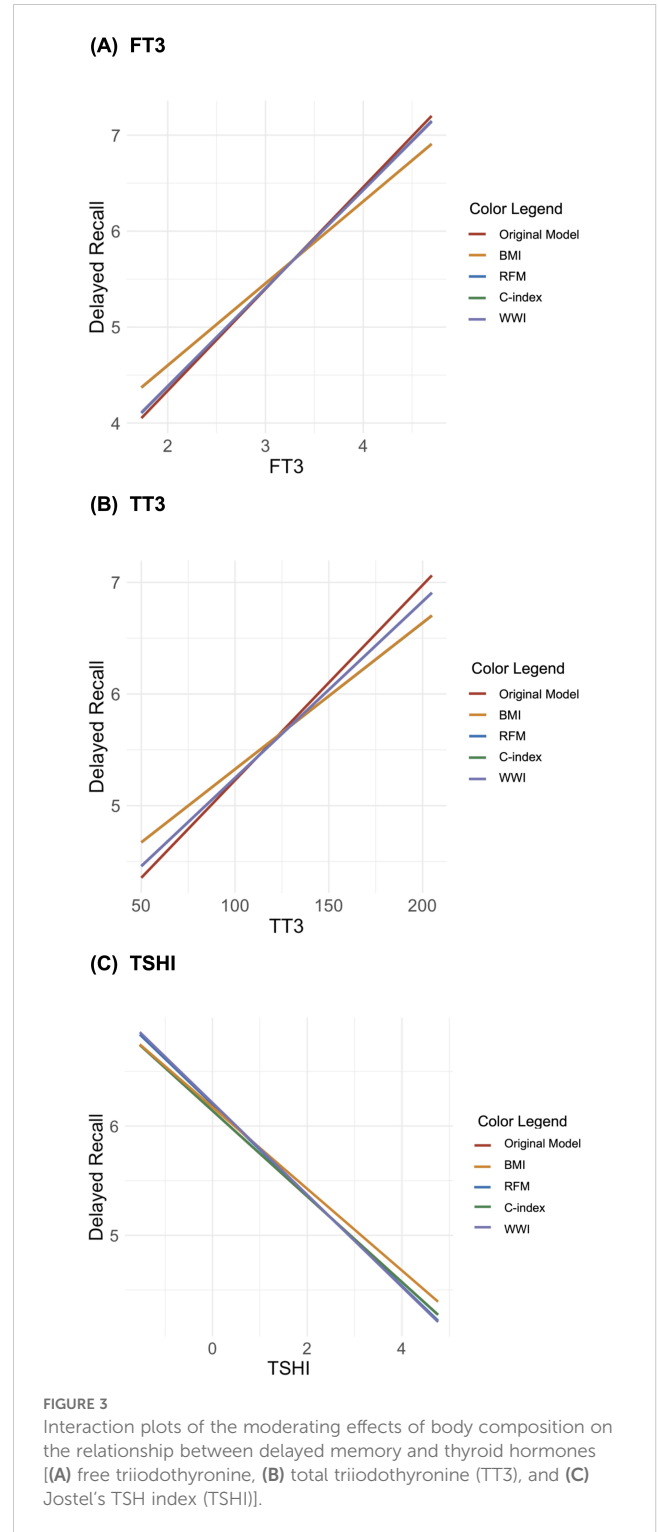 (A) FT3
7
6
5
4
Delayed Recall
2 3 4
FT3
Color Legend
Original Model
BMI
RFM
C-index
WWI
(B) TT3
7
6
5
Delayed Recall
50 100 150 200
TT3
Color Legend
Original Model
BMI
RFM
C-index
WWI
(C) TSHI
6
5
Delayed Recall
0 2 4
TSHI
Color Legend
Original Model
BMI
RFM
C-index
WWI
FIGURE 3
Interaction plots of the moderating effects of body composition on
the relationship between delayed memory and thyroid hormones
[(A) free triiodothyronine, (B) total triiodothyronine (TT3), and (C)
Jostel’s TSH index (TSHI)].